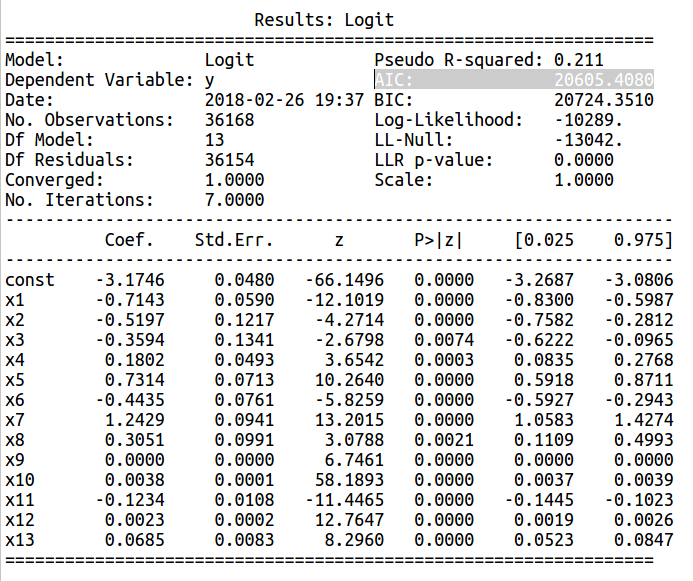 Results: Logit
=================================================================
Model: Logit Pseudo R-squared: 0.211
Dependent Variable: y AIC: 20605.4080
Date: 2018-02-26 19:37 BIC: 20724.3510
No. Observations: 36168 Log-Likelihood: -10289.
Df Model: 13 LL-Null: -13042.
Df Residuals: 36154 LLR p-value: 0.0000
Converged: 1.0000 Scale: 1.0000
No. Iterations: 7.0000
-------------------------------------------------------------------
Coef. Std.Err. z P>|z| [0.025 0.975]
-------------------------------------------------------------------
const -3.1746 0.0480 -66.1496 0.0000 -3.2687 -3.0806
x1 -0.7143 0.0590 -12.1019 0.0000 -0.8300 -0.5987
x2 -0.5197 0.1217 -4.2714 0.0000 -0.7582 -0.2812
x3 -0.3594 0.1341 -2.6798 0.0074 -0.6222 -0.0965
x4 0.1802 0.0493 3.6542 0.0003 0.0835 0.2768
x5 0.7314 0.0713 10.2640 0.0000 0.5918 0.8711
x6 -0.4435 0.0761 -5.8259 0.0000 -0.5927 -0.2943
x7 1.2429 0.0941 13.2015 0.0000 1.0583 1.4274
x8 0.3051 0.0991 3.0788 0.0021 0.1109 0.4993
x9 0.0000 0.0000 6.7461 0.0000 0.0000 0.0000
x10 0.0038 0.0001 58.1893 0.0000 0.0037 0.0039
x11 -0.1234 0.0108 -11.4465 0.0000 -0.1445 -0.1023
x12 0.0023 0.0002 12.7647 0.0000 0.0019 0.0026
x13 0.0685 0.0083 8.2960 0.0000 0.0523 0.0847
=================================================================